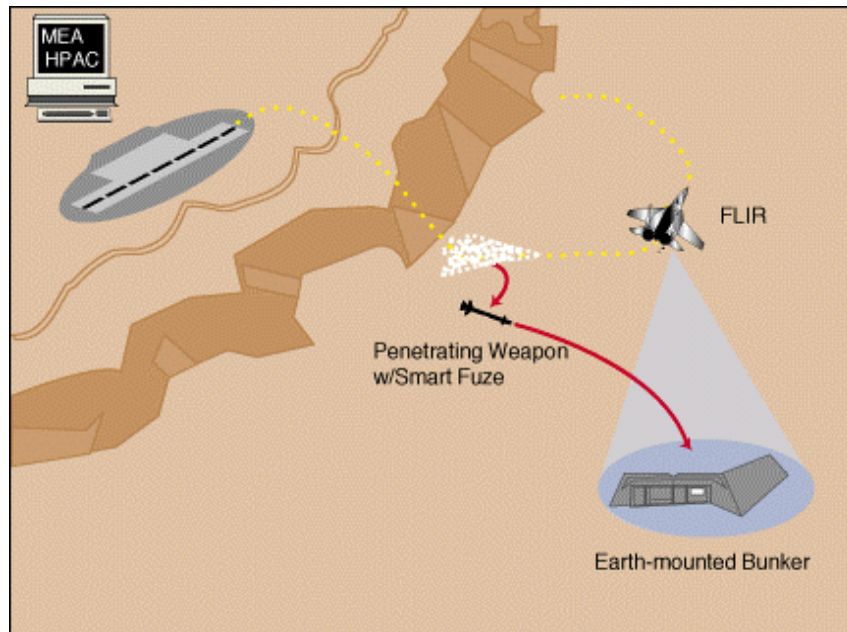 MEA
HPAC
FLIR
Penetrating Weapon
w/Smart Fuze
Earth-mounted Bunker